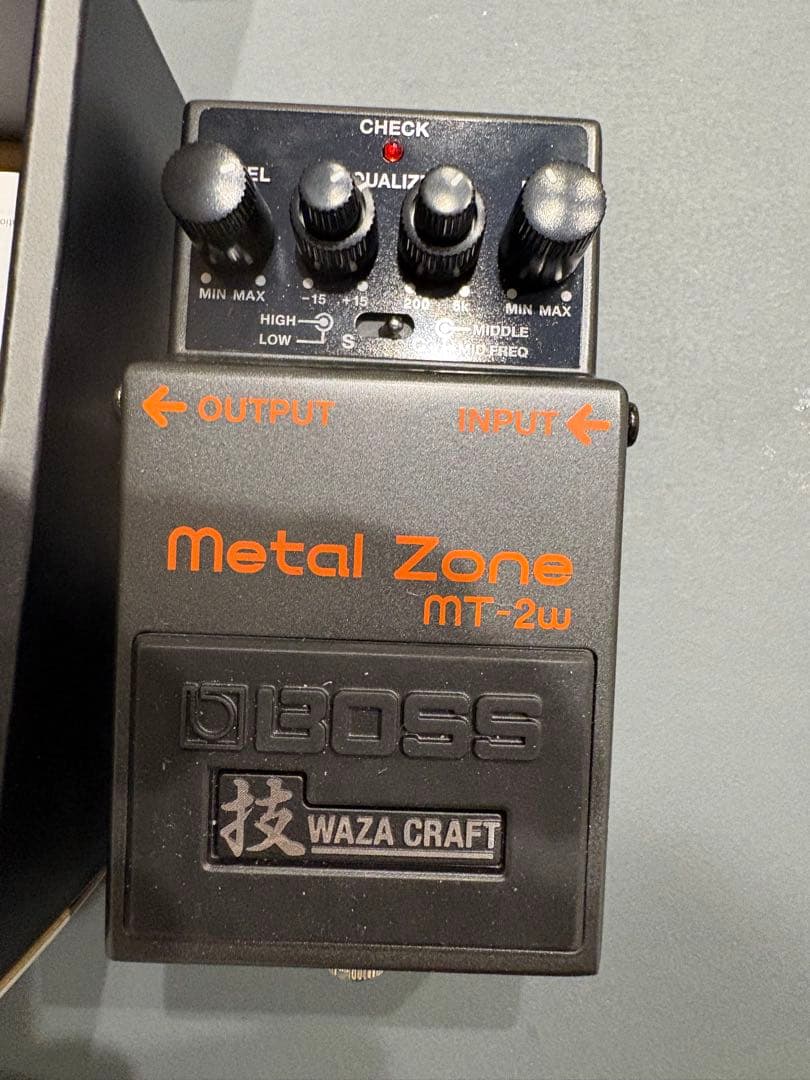 CHECK
MIN MAX
-15 +15
200
MIN MAX
HIGH
MIDDLE
LOW
S
FREQ
← OUTPUT
INPUT ←
Metal Zone
MT-2w
BOSS
技 WAZA CRAFT